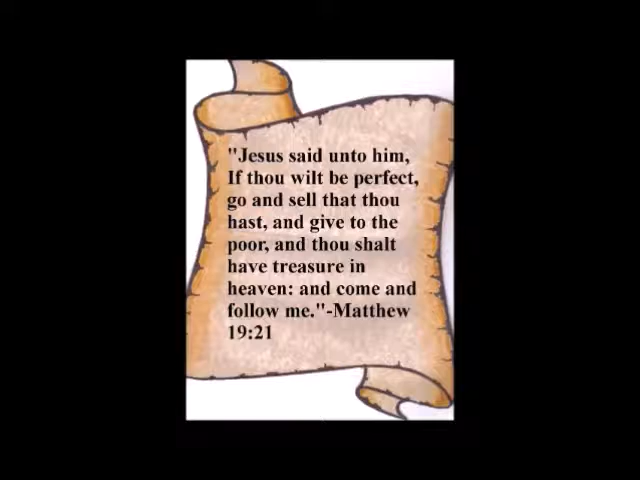 "Jesus said unto him,
If thou wilt be perfect,
go and sell that thou
hast, and give to the
poor, and thou shalt
have treasure in
heaven: and come and
follow me."-Matthew
19:21